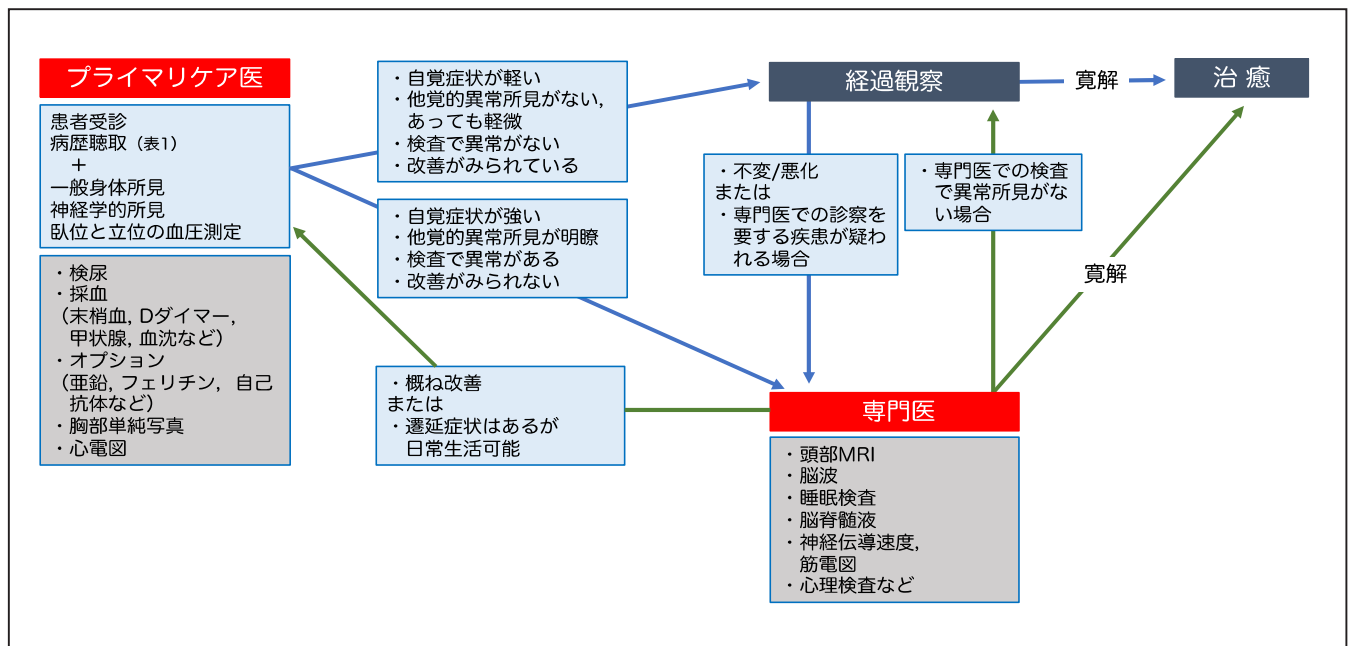 プライマリケア医
患者受診
病歴聴取（表1）
＋
一般身体所見
神経学的所見
臥位と立位の血圧測定
・検尿
・採血
（末梢血, Dダイマー,
甲状腺, 血沈など）
・オプション
（亜鉛, フェリチン, 自己
抗体など）
・胸部単純写真
・心電図
・自覚症状が軽い
・他覚的異常所見がない,
あっても軽微
・検査で異常がない
・改善がみられている
・自覚症状が強い
・他覚的異常所見が明瞭
・検査で異常がある
・改善がみられない
・概ね改善
または
・遷延症状はあるが
日常生活可能
経過観察
寛解
治 癒
・不変/悪化
または
・専門医での診察を
要する疾患が疑わ
れる場合
・専門医での検査
で異常所見がな
い場合
寛解
専門医
・頭部MRI
・脳波
・睡眠検査
・脳脊髄液
・神経伝導速度,
筋電図
・心理検査など